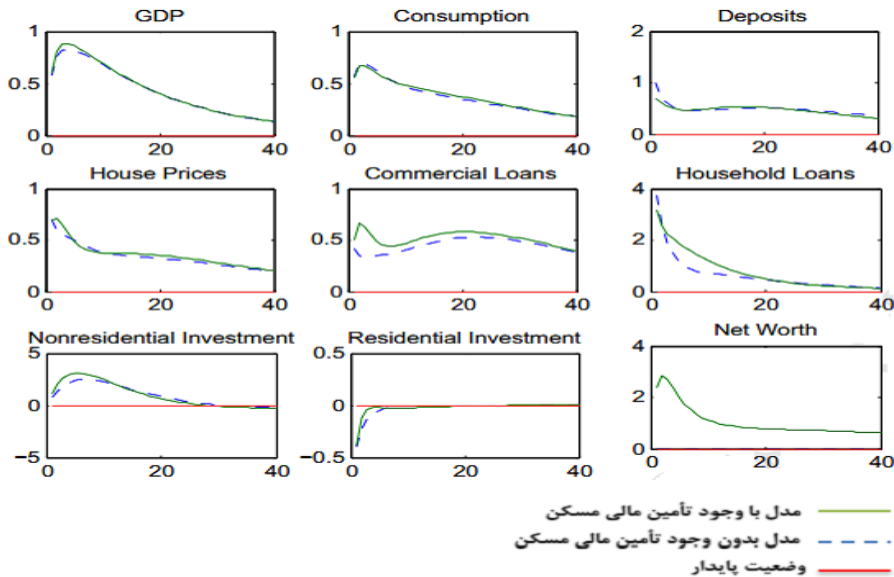 GDP
Consumption
Deposits
1
0.5
0
0 20 40
1
0.5
0
0 20 40
2
1
0
0 20 40
House Prices
Commercial Loans
Household Loans
1
0.5
0
0 20 40
1
0.5
0
0 20 40
4
2
0
0 20 40
Nonresidential Investment
Residential Investment
Net Worth
5
0
−5
0 20 40
0.5
0
−0.5
0 20 40
4
2
0
0 20 40
مدل با وجود تأمین مالی مسکن
مدل بدون وجود تأمین مالی مسکن
وضعیت پایدار